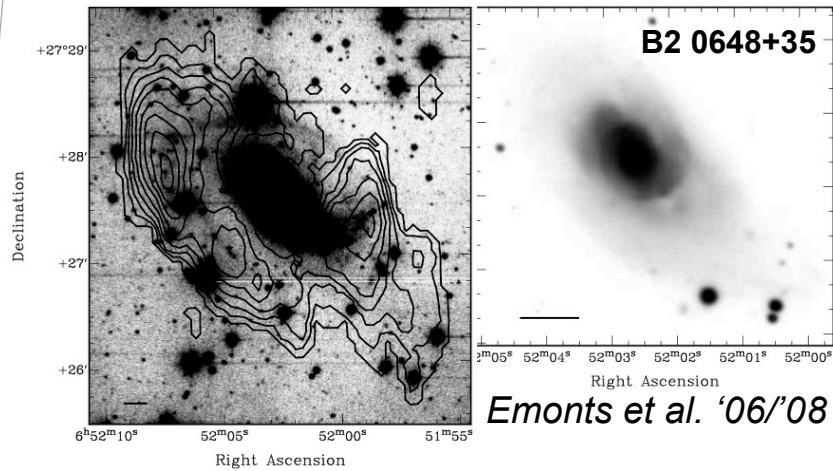 B2 0648+35
+27°29′
+28′
+27′
+26′
Declination
6ʰ52ᵐ10ˢ 52ᵐ05ˢ 52ᵐ00ˢ 51ᵐ55ˢ
Right Ascension
2ᵐ05ˢ 52ᵐ04ˢ 52ᵐ03ˢ 52ᵐ02ˢ 52ᵐ01ˢ 52ᵐ00ˢ
Right Ascension
Emonts et al. ‘06/’08